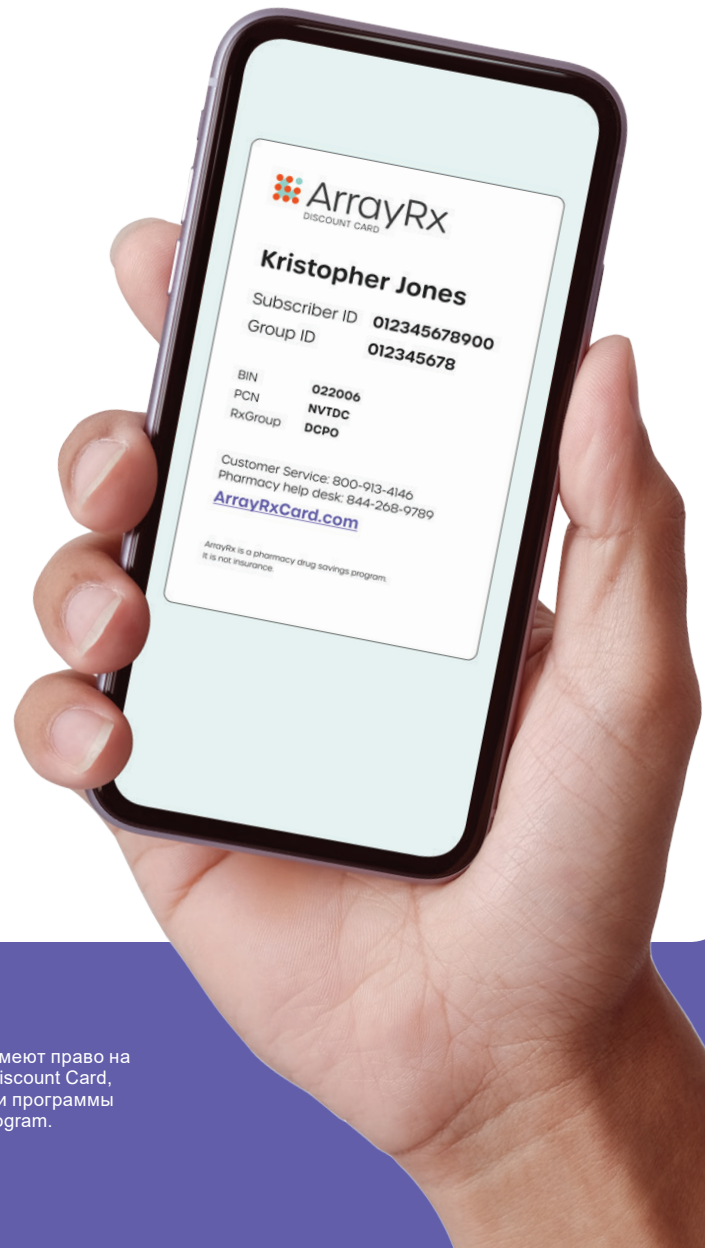 ArrayRx
DISCOUNT CARD
Kristopher Jones
Subscriber ID 012345678900
Group ID 012345678
BIN 022006
PCN NVTDC
RxGroup DCPO
Customer Service: 800-913-4146
Pharmacy help desk: 844-268-9789
ArrayRxCard.com
ArrayRx is a pharmacy drug savings program.
It is not insurance.
меют право на
iscount Card,
и программы
ogram.